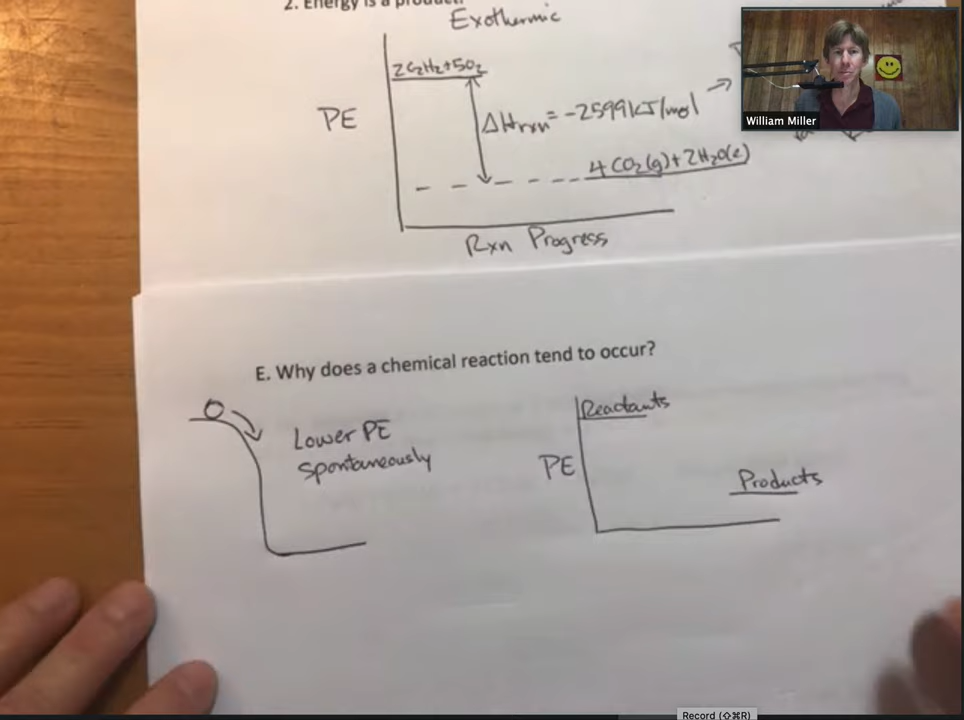 2. Energy is a product.
Exothermic
2C2H2+5O2
PE
ΔHrxn= -2599kJ/mol →
4CO2(g)+2H2O(ℓ)
Rxn Progress
William Miller
E. Why does a chemical reaction tend to occur?
Lower PE
spontaneously
Reactants
PE
Products
Record (⇧⌘R)